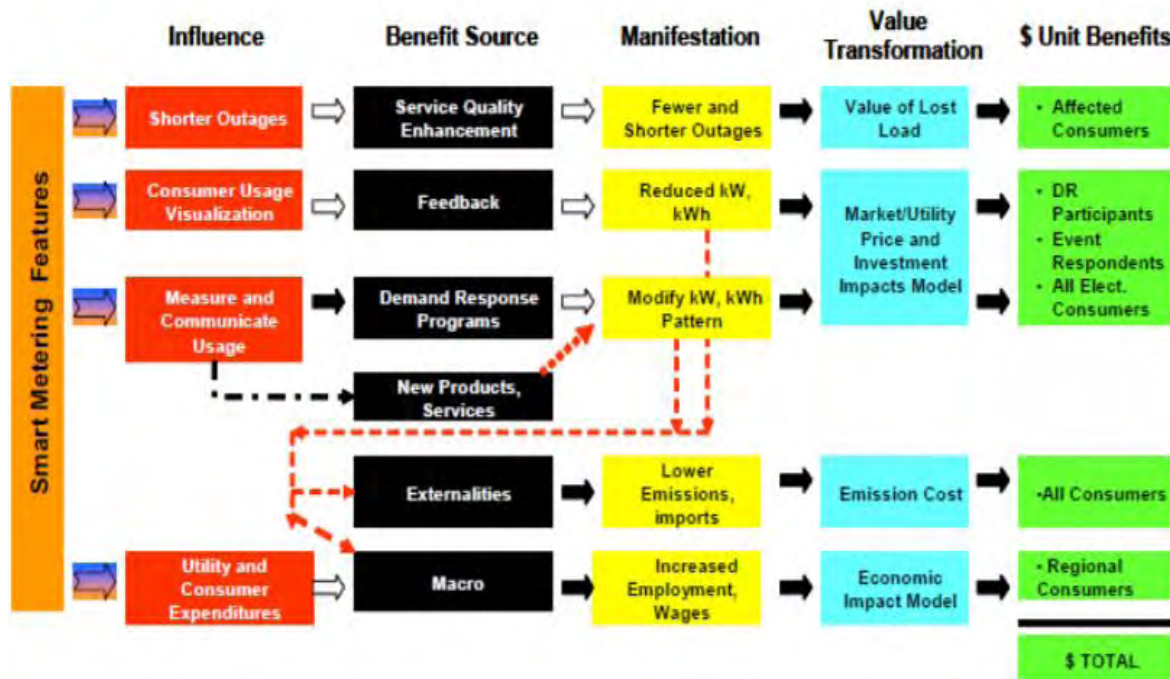 Influence
Benefit Source
Manifestation
Value
Transformation
$ Unit Benefits
Smart Metering Features
Shorter Outages
Service Quality
Enhancement
Fewer and
Shorter Outages
Value of Lost
Load
• Affected
Consumers
Consumer Usage
Visualization
Feedback
Reduced kW,
kWh
Market/Utility
Price and
Investment
Impacts Model
• DR
Participants
• Event
Respondents
• All Elect.
Consumers
Measure and
Communicate
Usage
Demand Response
Programs
Modify kW, kWh
Pattern
New Products,
Services
Externalities
Lower
Emissions,
imports
Emission Cost
•All Consumers
Utility and
Consumer
Expenditures
Macro
Increased
Employment,
Wages
Economic
Impact Model
• Regional
Consumers
$ TOTAL